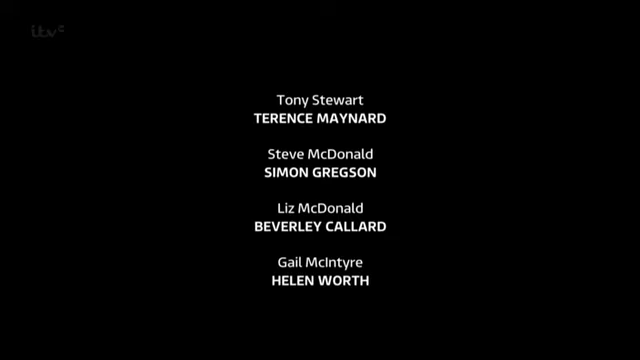 itv
Tony Stewart
TERENCE MAYNARD
Steve McDonald
SIMON GREGSON
Liz McDonald
BEVERLEY CALLARD
Gail McIntyre
HELEN WORTH